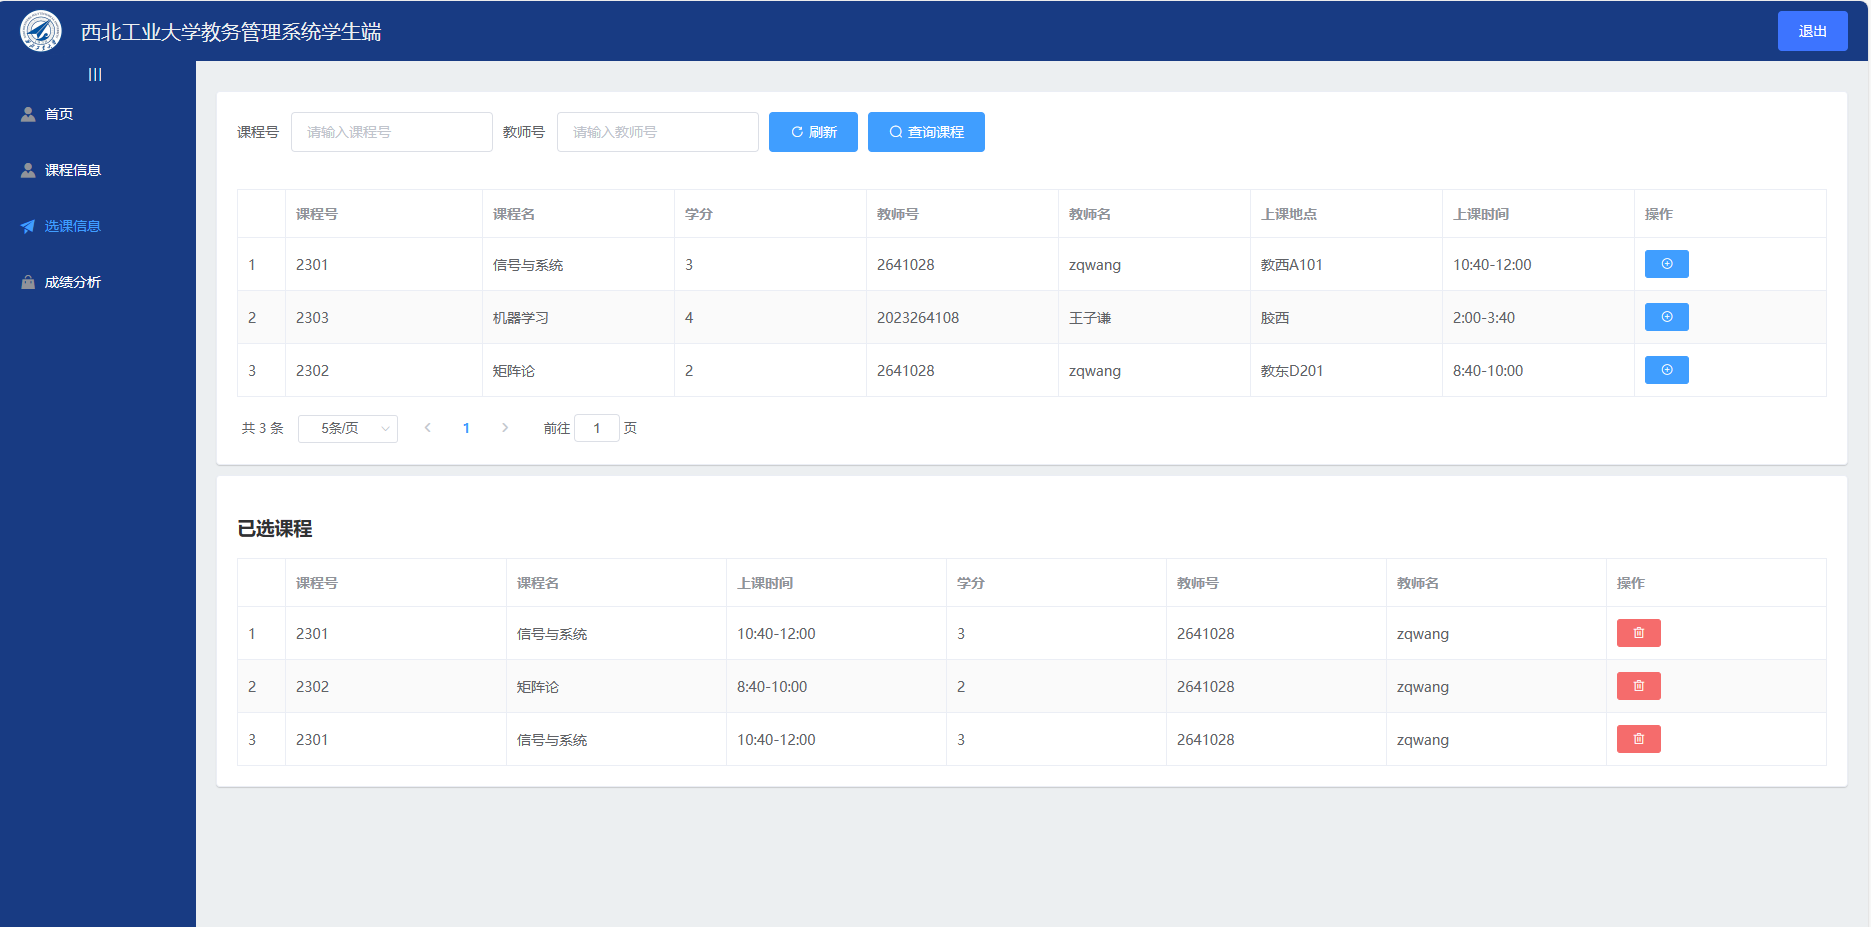 西北工业大学教务管理系统学生端
退出
|||
首页
课程信息
选课信息
成绩分析
课程号 请输入课程号 教师号 请输入教师号 刷新 查询课程
课程号 课程名 学分 教师号 教师名 上课地点 上课时间 操作
1 2301 信号与系统 3 2641028 zqwang 教西A101 10:40-12:00
2 2303 机器学习 4 2023264108 王子谦 胶西 2:00-3:40
3 2302 矩阵论 2 2641028 zqwang 教东D201 8:40-10:00
共 3 条 5条/页 1 前往 1 页
已选课程
课程号 课程名 上课时间 学分 教师号 教师名 操作
1 2301 信号与系统 10:40-12:00 3 2641028 zqwang
2 2302 矩阵论 8:40-10:00 2 2641028 zqwang
3 2301 信号与系统 10:40-12:00 3 2641028 zqwang